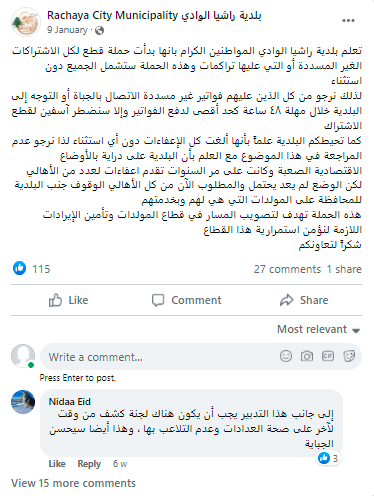 Rachaya City Municipality بلدية راشيا الوادي
9 January ·
تعلم بلدية راشيا الوادي المواطنين الكرام بانها بدأت حملة قطع لكل الاشتراكات
الغير المسددة أو التي عليها تراكمات وهذه الحملة ستشمل الجميع دون
استثناء
لذلك نرجو من كل الذين عليهم فواتير غير مسددة الاتصال بالجباة أو التوجه إلى
البلدية خلال مهلة ٤٨ ساعة كحد أقصى لدفع الفواتير وإلا سنضطر آسفين لقطع
الاشتراك
كما تحيطكم البلدية علماً بأنها ألغت كل الإعفاءات دون أي استثناء لذا نرجو عدم
المراجعة في هذا الموضوع مع العلم بأن البلدية على دراية بالأوضاع
الاقتصادية الصعبة وكانت على مر السنوات تقدم اعفاءات لعدد من الأهالي
لكن الوضع لم يعد يحتمل والمطلوب الآن من كل الأهالي الوقوف جنب البلدية
للمحافظة على المولدات التي هي لهم وبخدمتهم
هذه الحملة تهدف لتصويب المسار في قطاع المولدات وتأمين الإيرادات
اللازمة لنؤمن استمرارية هذا القطاع
شكراً لتعاونكم
115
27 comments 1 share
Like Comment Share
Most relevant
Write a comment...
Press Enter to post.
Nidaa Eid
إلى جانب هذا التدبير يجب أن يكون هناك لجنة كشف من وقت
لآخر على صحة العدادات وعدم التلاعب بها ، وهذا أيضا سيحسن
الجباية
3
Like Reply 6 w
View 15 more comments